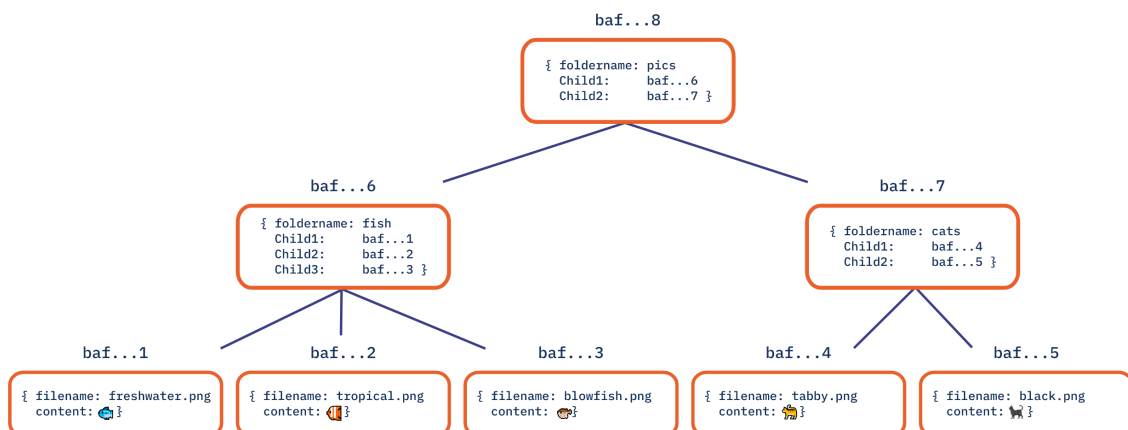 baf...8
{ foldername: pics
Child1: baf...6
Child2: baf...7 }
baf...6
{ foldername: fish
Child1: baf...1
Child2: baf...2
Child3: baf...3 }
baf...7
{ foldername: cats
Child1: baf...4
Child2: baf...5 }
baf...1
{ filename: freshwater.png
content: 🐟}
baf...2
{ filename: tropical.png
content: 🐠}
baf...3
{ filename: blowfish.png
content: 🐡}
baf...4
{ filename: tabby.png
content: 🐈}
baf...5
{ filename: black.png
content: 🐈‍⬛}